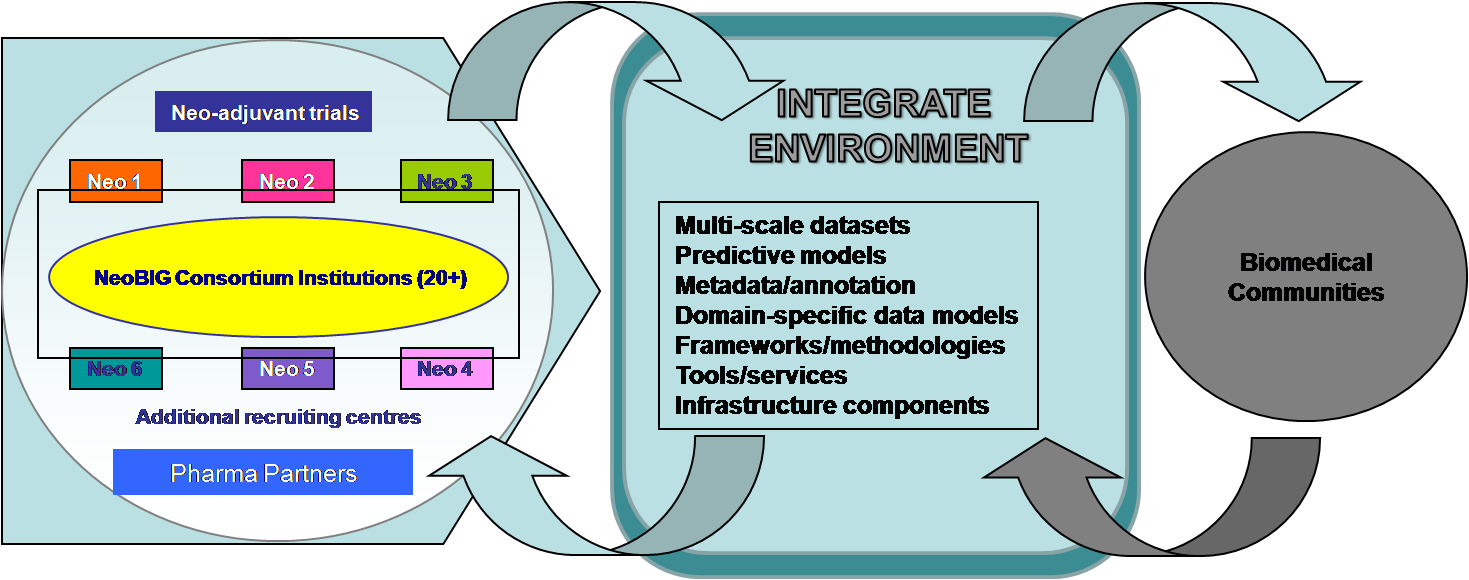 Neo-adjuvant trials
Neo 1
Neo 2
Neo 3
NeoBIG Consortium Institutions (20+)
Neo 6
Neo 5
Neo 4
Additional recruiting centres
Pharma Partners
INTEGRATE
ENVIRONMENT
Multi-scale datasets
Predictive models
Metadata/annotation
Domain-specific data models
Frameworks/methodologies
Tools/services
Infrastructure components
Biomedical
Communities